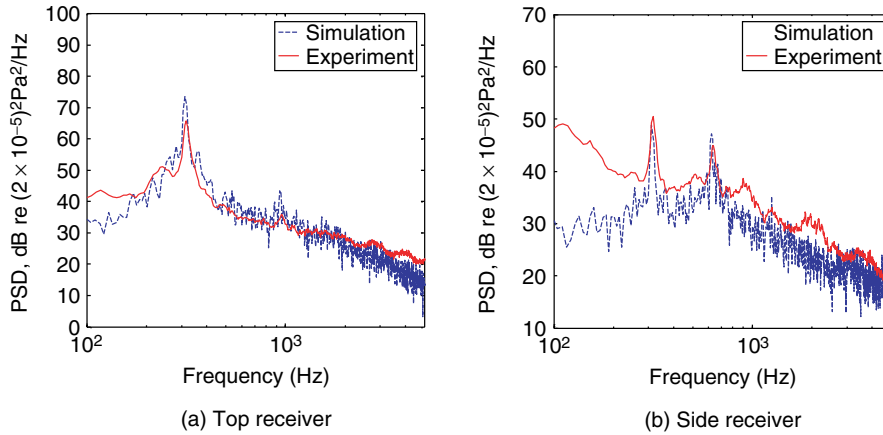 100
90
80
70
60
50
40
30
20
10
0
PSD, dB re (2 × 10⁻⁵)²Pa²/Hz
Simulation
Experiment
10²
10³
Frequency (Hz)
(a) Top receiver
70
60
50
40
30
20
10
PSD, dB re (2 × 10⁻⁵)²Pa²/Hz
Simulation
Experiment
10²
10³
Frequency (Hz)
(b) Side receiver